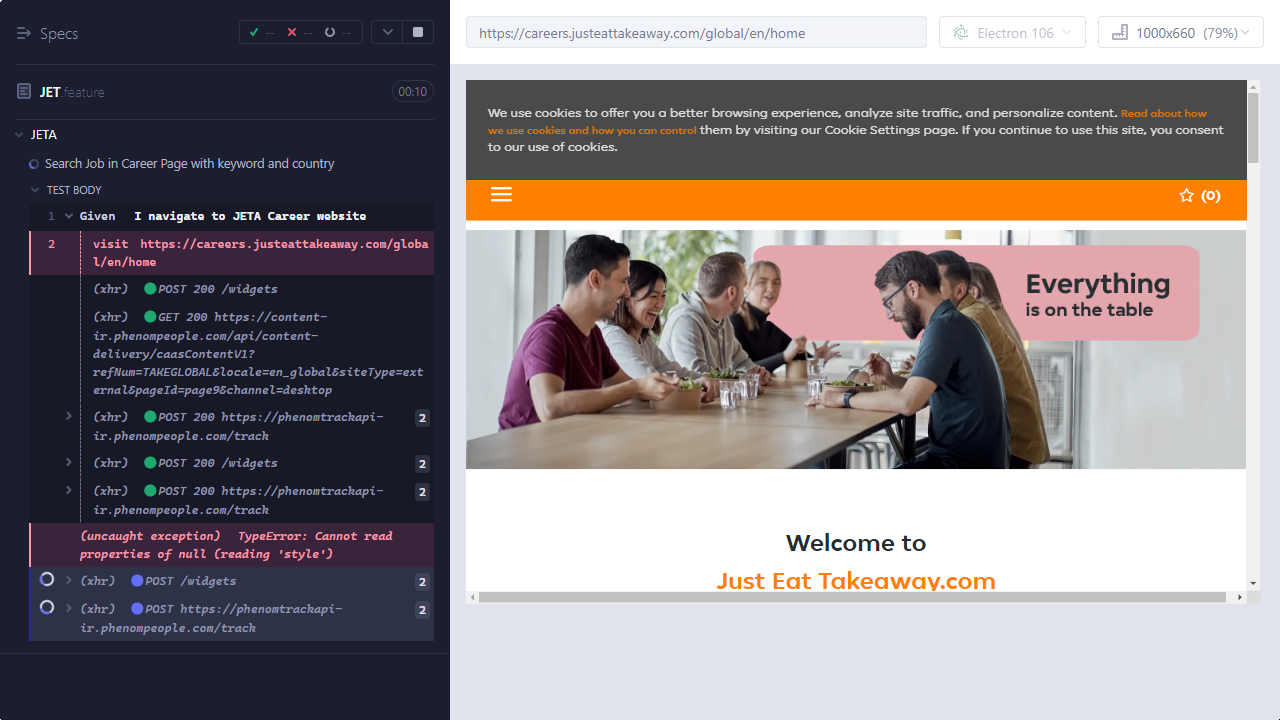 Specs
--
--
--
JET.feature
00:10
JETA
Search Job in Career Page with keyword and country
TEST BODY
1 Given I navigate to JETA Career website
2 visit https://careers.justeattakeaway.com/globa
l/en/home
(xhr) POST 200 /widgets
(xhr) GET 200 https://content-
ir.phenompeople.com/api/content-
delivery/caasContentV1?
refNum=TAKEGLOBAL&locale=en_global&siteType=ext
ernal&pageId=page9&channel=desktop
(xhr) POST 200 https://phenomtrackapi- 2
ir.phenompeople.com/track
(xhr) POST 200 /widgets 2
(xhr) POST 200 https://phenomtrackapi- 2
ir.phenompeople.com/track
(uncaught exception) TypeError: Cannot read
properties of null (reading 'style')
(xhr) POST /widgets 2
(xhr) POST https://phenomtrackapi- 2
ir.phenompeople.com/track
https://careers.justeattakeaway.com/global/en/home
Electron 106
1000x660 (79%)
We use cookies to offer you a better browsing experience, analyze site traffic, and personalize content. Read about how
we use cookies and how you can control them by visiting our Cookie Settings page. If you continue to use this site, you consent
to our use of cookies.
(0)
Everything
is on the table
Welcome to
Just Eat Takeaway.com